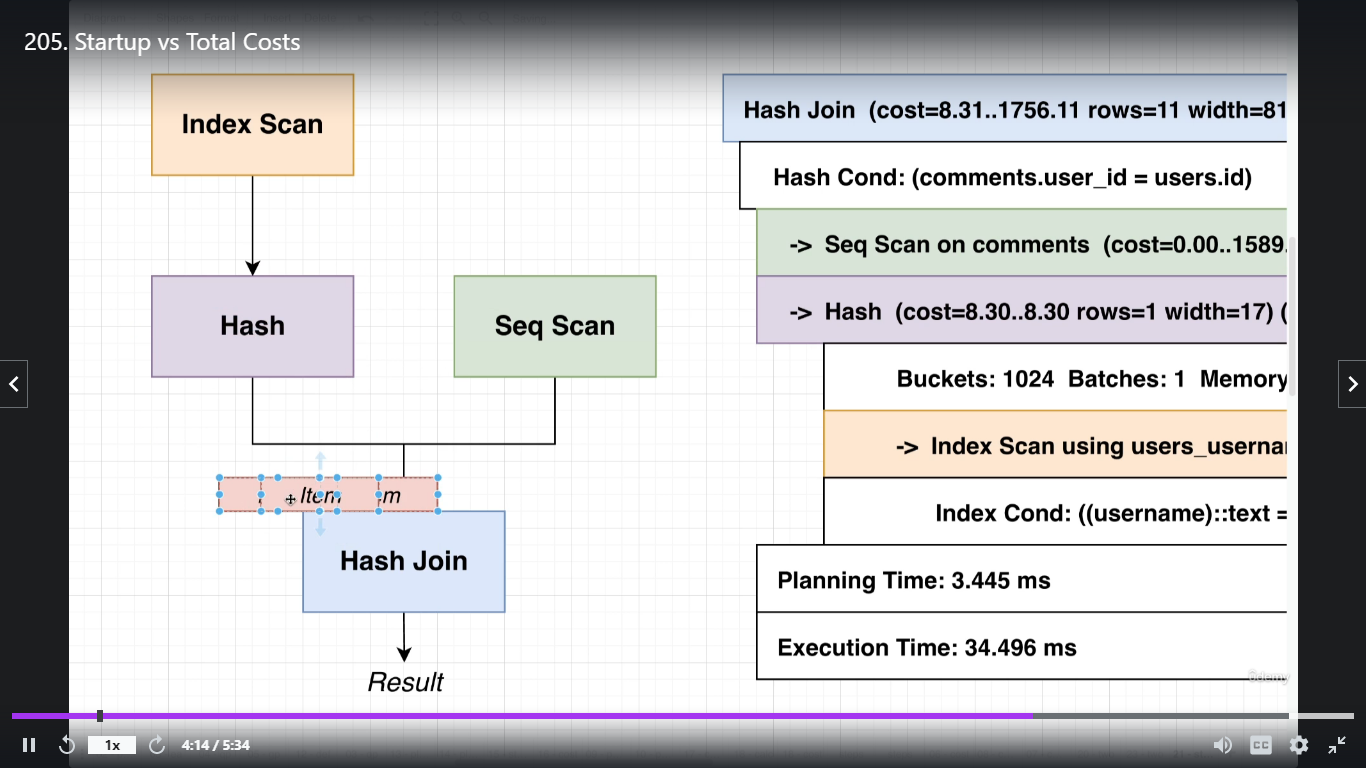 205. Startup vs Total Costs
Index Scan
Hash
Seq Scan
Item
m
Hash Join
Result
Hash Join (cost=8.31..1756.11 rows=11 width=81
Hash Cond: (comments.user_id = users.id)
-> Seq Scan on comments (cost=0.00..1589.
-> Hash (cost=8.30..8.30 rows=1 width=17) (
Buckets: 1024 Batches: 1 Memory
-> Index Scan using users_userna
Index Cond: ((username)::text =
Planning Time: 3.445 ms
Execution Time: 34.496 ms
ûdemy
1x
4:14 / 5:34
CC